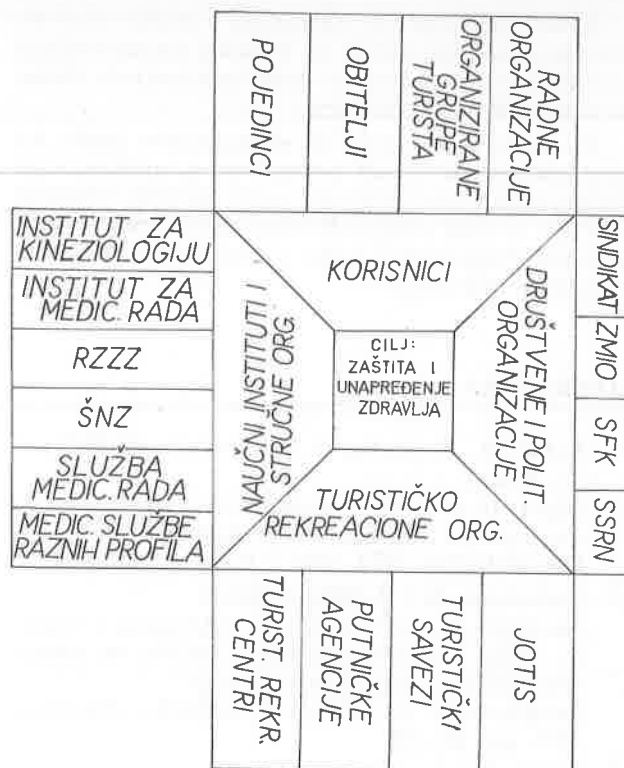 POJEDINCI
OBITELJI
ORGANIZIRANE
GRUPE
TURISTA
RADNE
ORGANIZACIJE
INSTITUT ZA
KINEZIOLOGIJU
INSTITUT ZA
MEDIC. RADA
RZZZ
ŠNZ
SLUŽBA
MEDIC. RADA
MEDIC. SLUŽBE
RAZNIH PROFILA
NAUČNI INSTITUTI I
STRUČNE ORG.
KORISNICI
CILJ:
ZAŠTITA I
UNAPREĐENJE
ZDRAVLJA
TURISTIČKO
REKREACIONE ORG.
DRUŠTVENE I POLIT.
ORGANIZACIJE
SINDIKAT
ZMIO
SFK
SSRN
TURIST. REKR.
CENTRI
PUTNIČKE
AGENCIJE
TURISTIČKI
SAVEZI
JOTIS